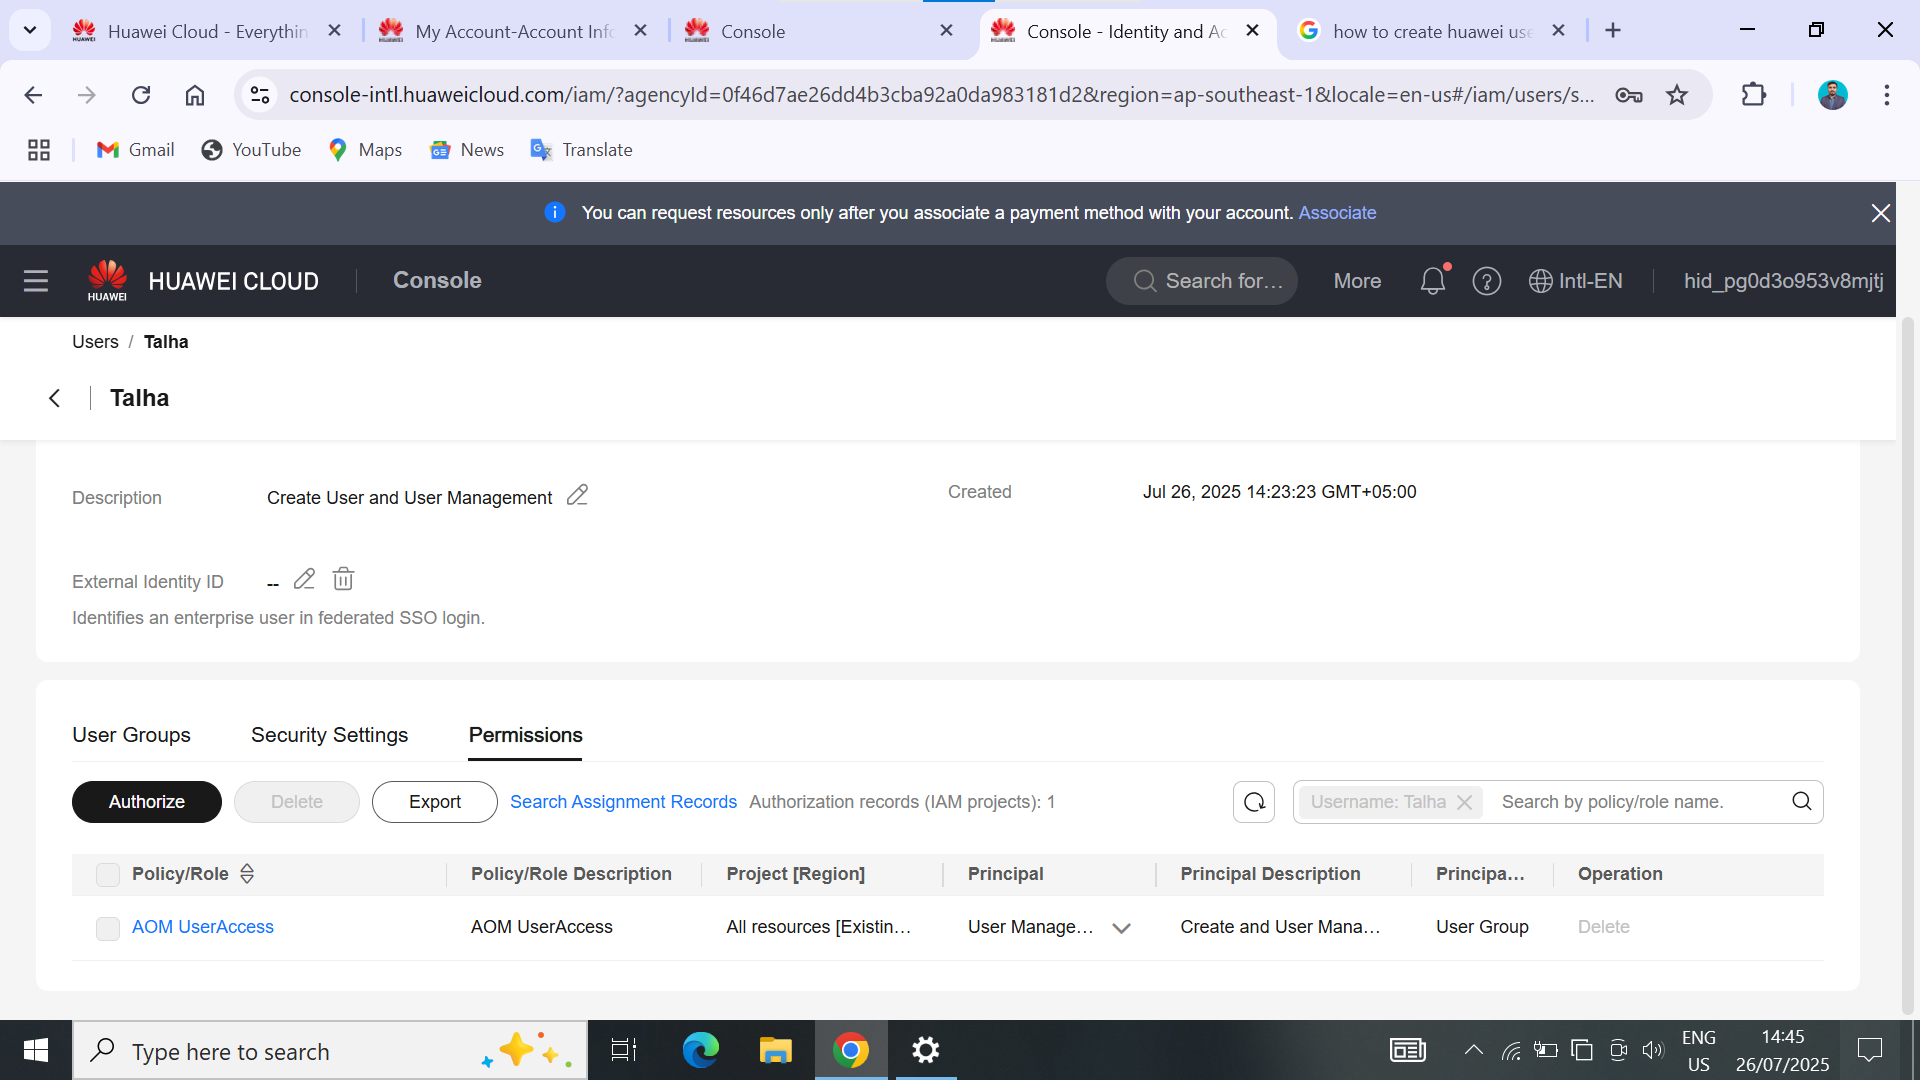 Huawei Cloud - Everythin
My Account-Account Info
Console
Console - Identity and Ac
how to create huawei use
console-intl.huaweicloud.com/iam/?agencyId=0f46d7ae26dd4b3cba92a0da983181d2&region=ap-southeast-1&locale=en-us#/iam/users/s...
Gmail
YouTube
Maps
News
Translate
You can request resources only after you associate a payment method with your account. Associate
HUAWEI
HUAWEI CLOUD
Console
Search for...
More
Intl-EN
hid_pg0d3o953v8mjtj
Users / Talha
Talha
Description
Create User and User Management
Created
Jul 26, 2025 14:23:23 GMT+05:00
External Identity ID
--
Identifies an enterprise user in federated SSO login.
User Groups
Security Settings
Permissions
Authorize
Delete
Export
Search Assignment Records
Authorization records (IAM projects): 1
Username: Talha
Search by policy/role name.
Policy/Role
Policy/Role Description
Project [Region]
Principal
Principal Description
Principa...
Operation
AOM UserAccess
AOM UserAccess
All resources [Existin...
User Manage...
Create and User Mana...
User Group
Delete
Type here to search
ENG
US
14:45
26/07/2025